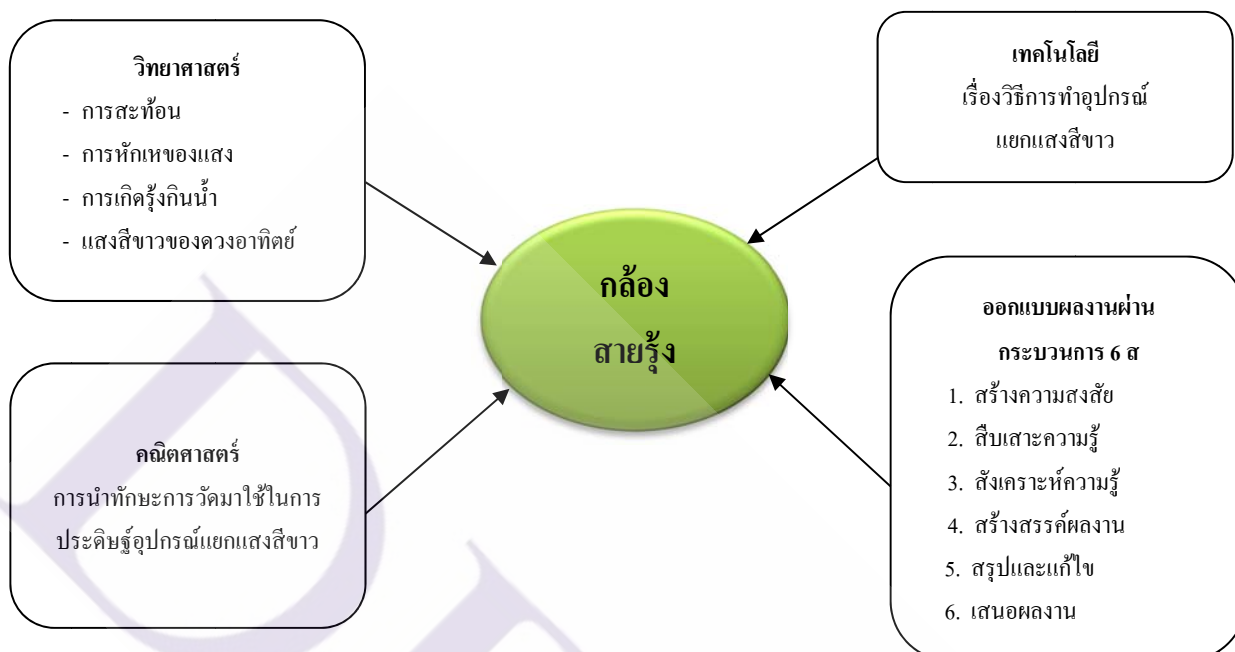 วิทยาศาสตร์
- การสะท้อน
- การหักเหของแสง
- การเกิดรุ้งกินน้ำ
- แสงสีขาวของดวงอาทิตย์
เทคโนโลยี
เรื่องวิธีการทำอุปกรณ์
แยกแสงสีขาว
กล้อง
สายรุ้ง
คณิตศาสตร์
การนำทักษะการวัดมาใช้ในการ
ประดิษฐ์อุปกรณ์แยกแสงสีขาว
ออกแบบผลงานผ่าน
กระบวนการ 6 ส
1. สร้างความสงสัย
2. สืบเสาะความรู้
3. สังเคราะห์ความรู้
4. สร้างสรรค์ผลงาน
5. สรุปและแก้ไข
6. เสนอผลงาน